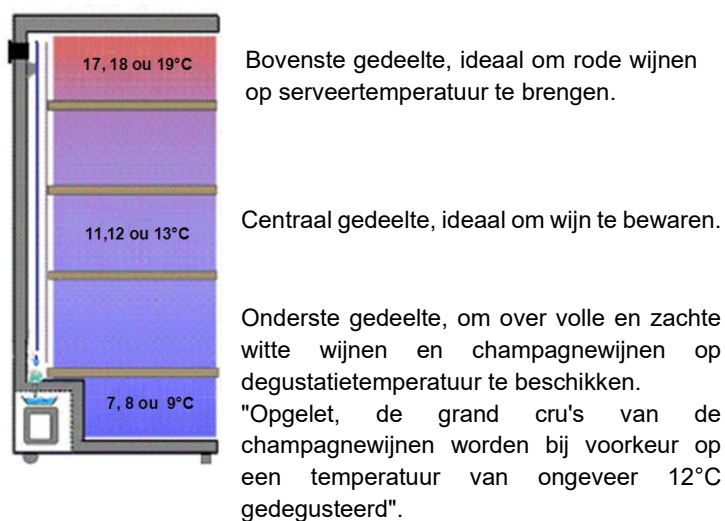 17, 18 ou 19°C
Bovenste gedeelte, ideaal om rode wijnen
op serveertemperatuur te brengen.
11,12 ou 13°C
Centraal gedeelte, ideaal om wijn te bewaren.
Onderste gedeelte, om over volle en zachte
witte wijnen en champagnewijnen op
degustatietemperatuur te beschikken.
7, 8 ou 9°C
"Opgelet, de grand cru's van de
champagnewijnen worden bij voorkeur op
een temperatuur van ongeveer 12°C
gedegusteerd".